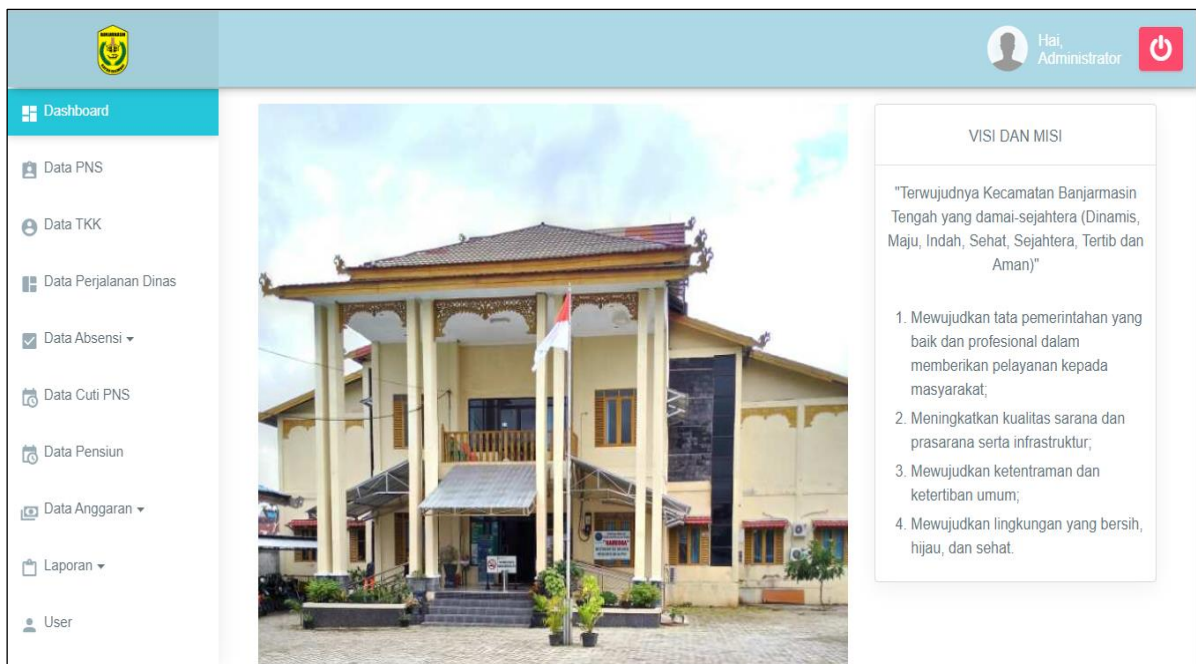 BANJARMASIN
Hai,
Administrator
Dashboard
Data PNS
Data TKK
Data Perjalanan Dinas
Data Absensi
Data Cuti PNS
Data Pensiun
Data Anggaran
Laporan
User
VISI DAN MISI
"Terwujudnya Kecamatan Banjarmasin
Tengah yang damai-sejahtera (Dinamis,
Maju, Indah, Sehat, Sejahtera, Tertib dan
Aman)"
1. Mewujudkan tata pemerintahan yang
baik dan profesional dalam
memberikan pelayanan kepada
masyarakat;
2. Meningkatkan kualitas sarana dan
prasarana serta infrastruktur;
3. Mewujudkan ketentraman dan
ketertiban umum;
4. Mewujudkan lingkungan yang bersih,
hijau, dan sehat.